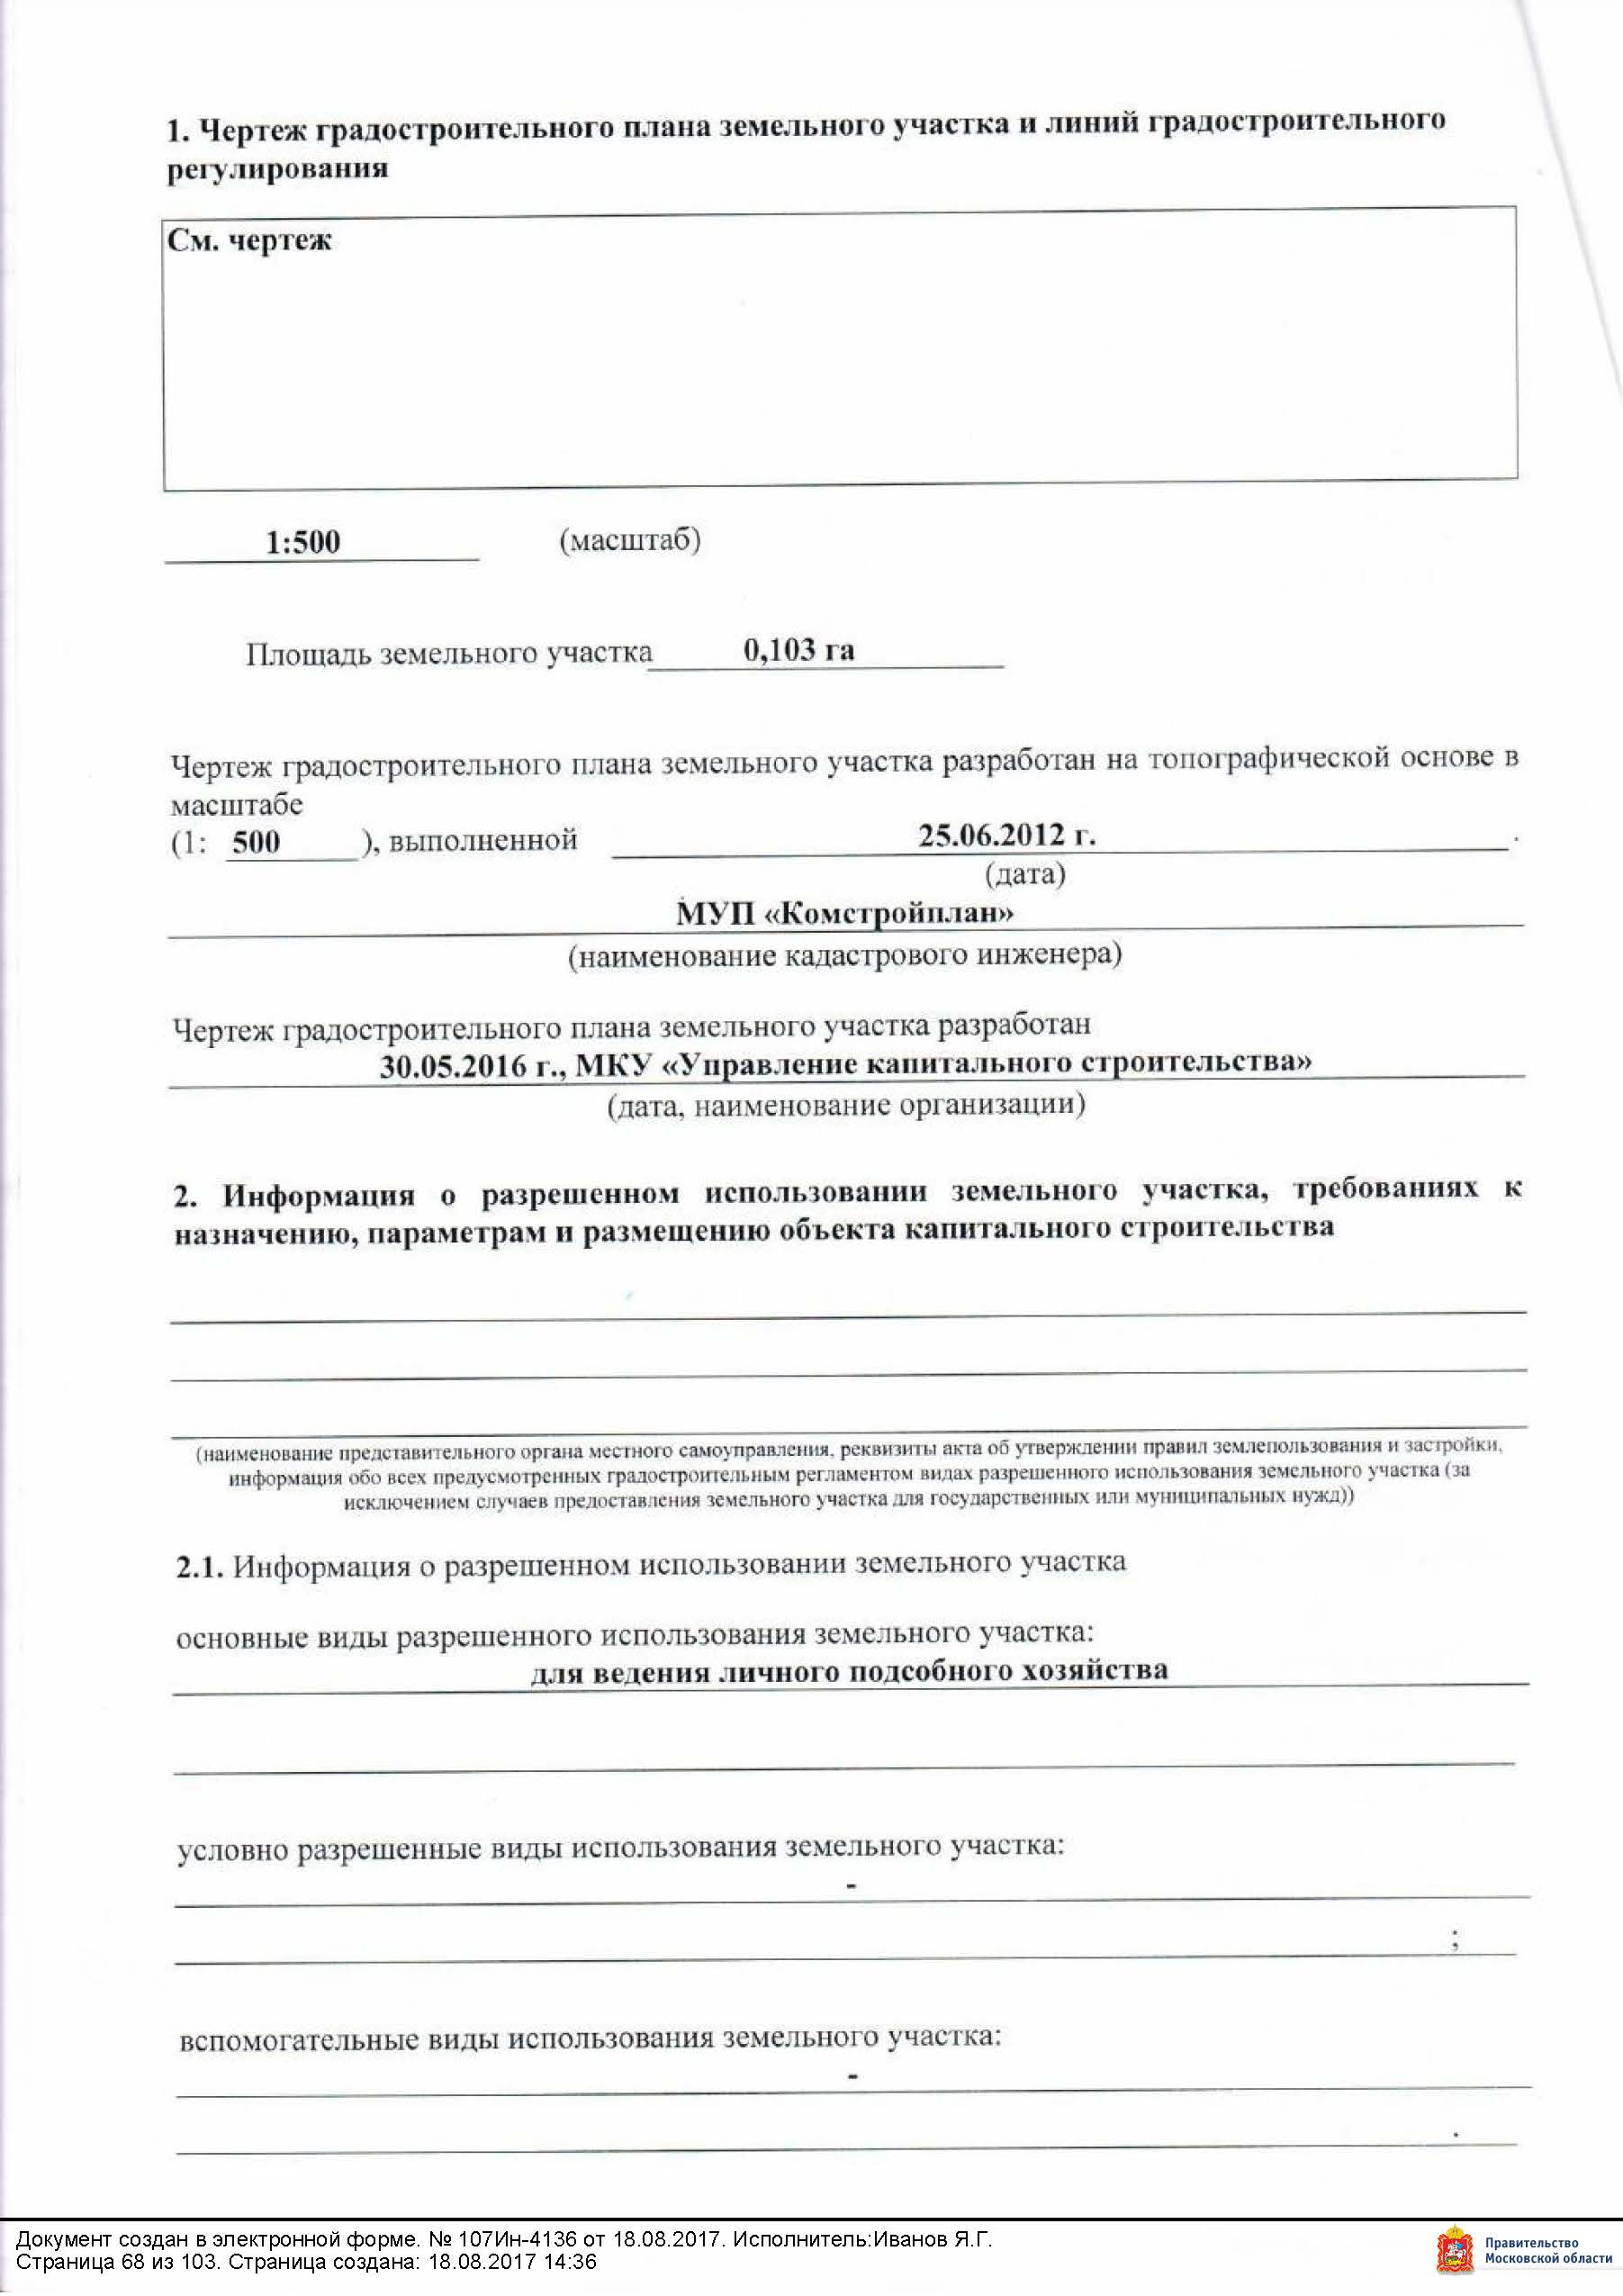 1. Чертеж градостроительного плана земельного участка и линий градостроительного
регулирования
См. чертеж
1:500 (масштаб)
Площадь земельного участка 0,103 га
Чертеж градостроительного плана земельного участка разработан на топографической основе в
масштабе
(1: 500 ), выполненной 25.06.2012 г. .
(дата)
МУП «Комстройплан»
(наименование кадастрового инженера)
Чертеж градостроительного плана земельного участка разработан
30.05.2016 г., МКУ «Управление капитального строительства»
(дата, наименование организации)
2. Информация о разрешенном использовании земельного участка, требованиях к
назначению, параметрам и размещению объекта капитального строительства
(наименование представительного органа местного самоуправления, реквизиты акта об утверждении правил землепользования и застройки,
информация обо всех предусмотренных градостроительным регламентом видах разрешенного использования земельного участка (за
исключением случаев предоставления земельного участка для государственных или муниципальных нужд))
2.1. Информация о разрешенном использовании земельного участка
основные виды разрешенного использования земельного участка:
для ведения личного подсобного хозяйства
условно разрешенные виды использования земельного участка:
-
;
вспомогательные виды использования земельного участка:
-
.
Документ создан в электронной форме. № 107Ин-4136 от 18.08.2017. Исполнитель:Иванов Я.Г.
Страница 68 из 103. Страница создана: 18.08.2017 14:36
Правительство
Московской области